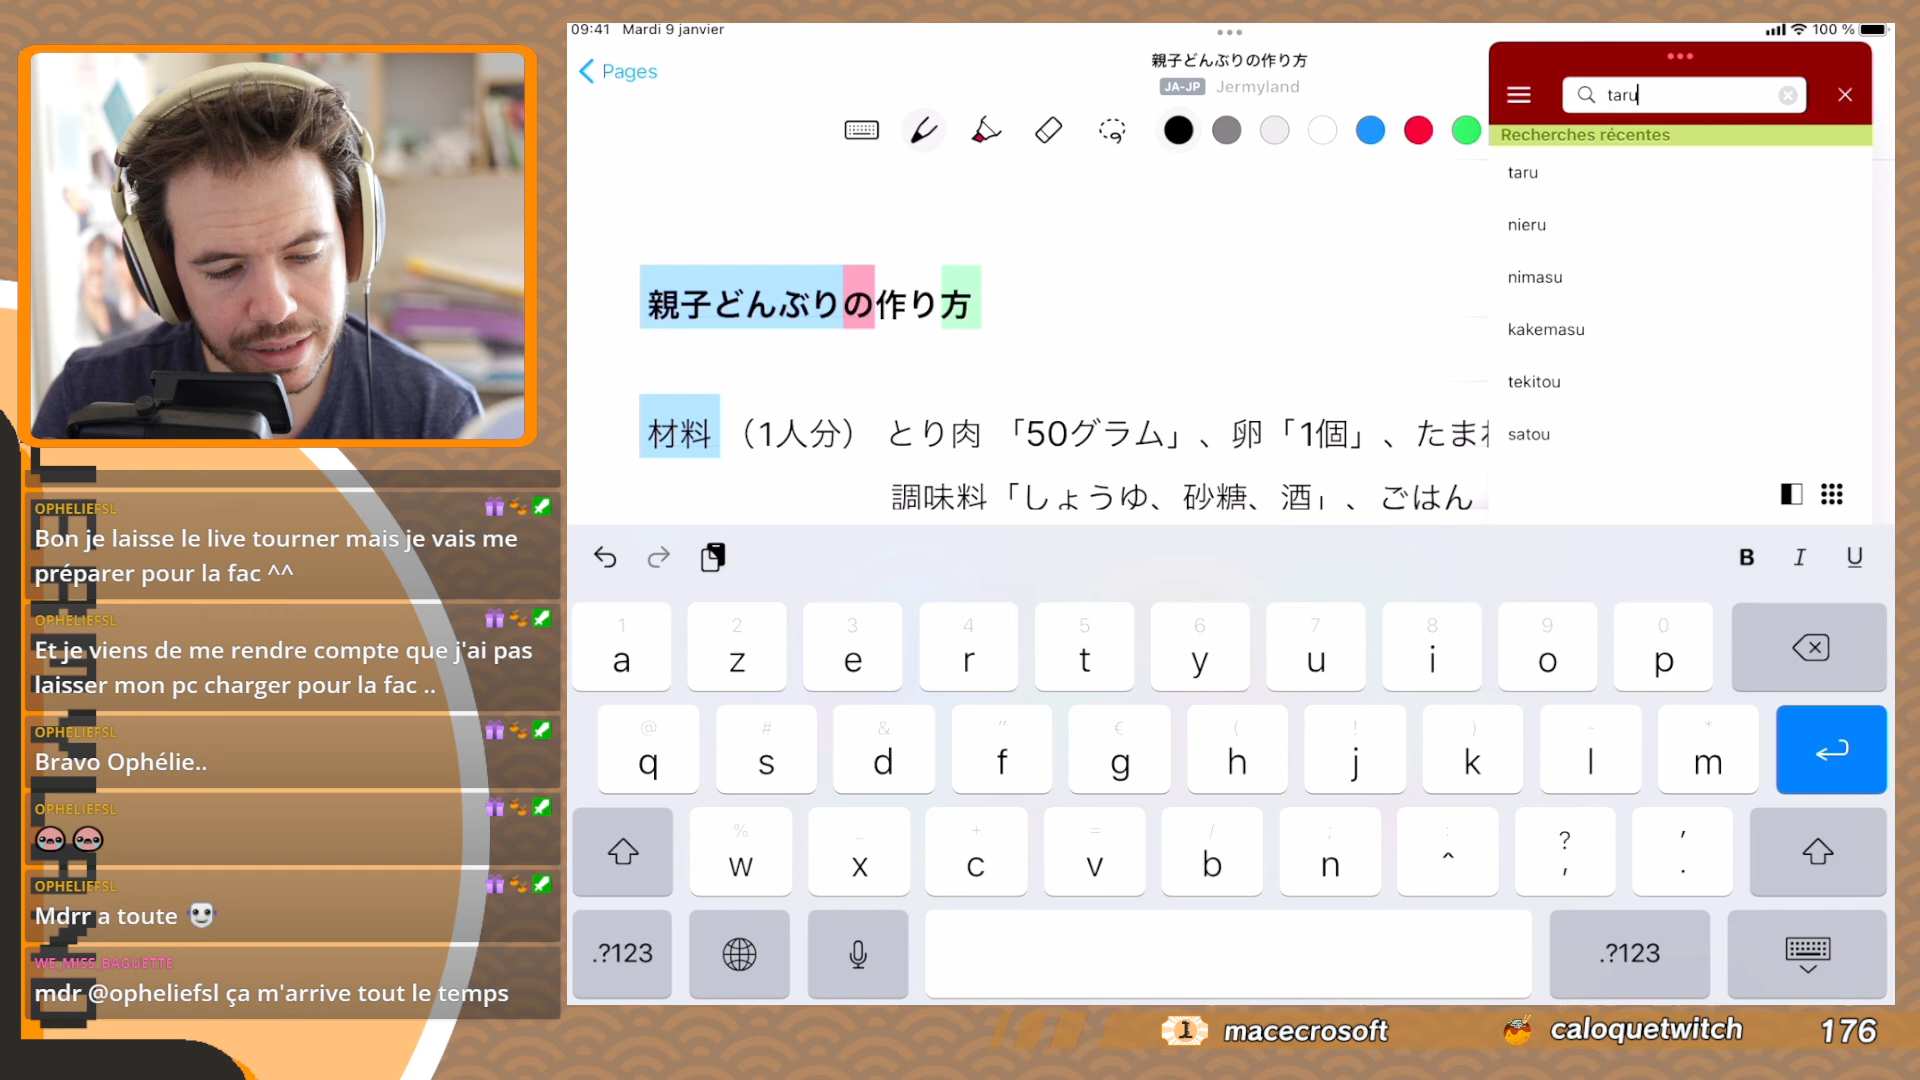 09:41 Mardi 9 janvier
100 %
Pages
親子どんぶりの作り方
JA-JP Jermyland
taru
Recherches récentes
taru
nieru
nimasu
kakemasu
tekitou
satou
親子どんぶりの作り方
材料（1人分） とり肉「50グラム」、卵「1個」、たま
調味料「しょうゆ、砂糖、酒」、ごはん
B I U
1 2 3 4 5 6 7 8 9 0
a z e r t y u i o p
@ # & " € ( ! ) - *
q s d f g h j k l m
% _ + = / ; : ? '
w x c v b n ^ , .
.?123 .?123
OPHELIEFSL
Bon je laisse le live tourner mais je vais me
préparer pour la fac ^^
OPHELIEFSL
Et je viens de me rendre compte que j'ai pas
laisser mon pc charger pour la fac ..
OPHELIEFSL
Bravo Ophélie..
OPHELIEFSL
OPHELIEFSL
Mdrr a toute
WE_MISS_BAGUETTE
mdr @opheliefsl ça m'arrive tout le temps
1 macecrosoft
caloquetwitch 176